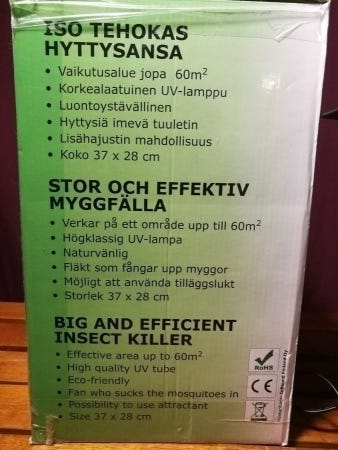 ISO TEHOKAS
HYTTYSANSA
• Vaikutusalue jopa 60m²
• Korkealaatuinen UV-lamppu
• Luontoystävällinen
• Hyttysiä imevä tuuletin
• Lisähajustin mahdollisuus
• Koko 37 x 28 cm
STOR OCH EFFEKTIV
MYGGFÄLLA
• Verkar på ett område upp till 60m²
• Högklassig UV-lampa
• Naturvänlig
• Fläkt som fångar upp myggor
• Möjligt att använda tilläggslukt
• Storlek 37 x 28 cm
BIG AND EFFICIENT
INSECT KILLER
• Effective area up to 60m²
• High quality UV tube
• Eco-friendly
• Fan who sucks the mosquitoes in
• Possibility to use attractant
• Size 37 x 28 cm
RoHS
CE